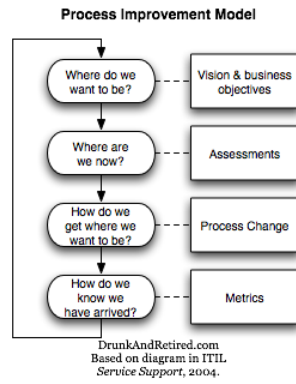 Process Improvement Model
Where do we
want to be?
Vision & business
objectives
Where are
we now?
Assessments
How do we
get where we
want to be?
Process Change
How do we
know we
have arrived?
Metrics
DrunkAndRetired.com
Based on diagram in ITIL
Service Support, 2004.